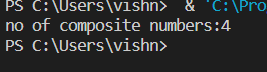 PS C:\Users\vishn>  & 'C:\Pro
no of composite numbers:4
PS C:\Users\vishn>